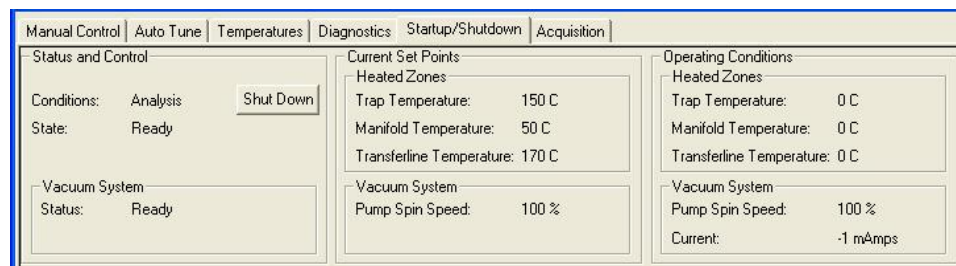 Manual Control Auto Tune Temperatures Diagnostics Startup/Shutdown Acquisition
Status and Control
Conditions: Analysis Shut Down
State: Ready
Vacuum System
Status: Ready
Current Set Points
Heated Zones
Trap Temperature: 150 C
Manifold Temperature: 50 C
Transferline Temperature: 170 C
Vacuum System
Pump Spin Speed: 100 %
Operating Conditions
Heated Zones
Trap Temperature: 0 C
Manifold Temperature: 0 C
Transferline Temperature: 0 C
Vacuum System
Pump Spin Speed: 100 %
Current: -1 mAmps